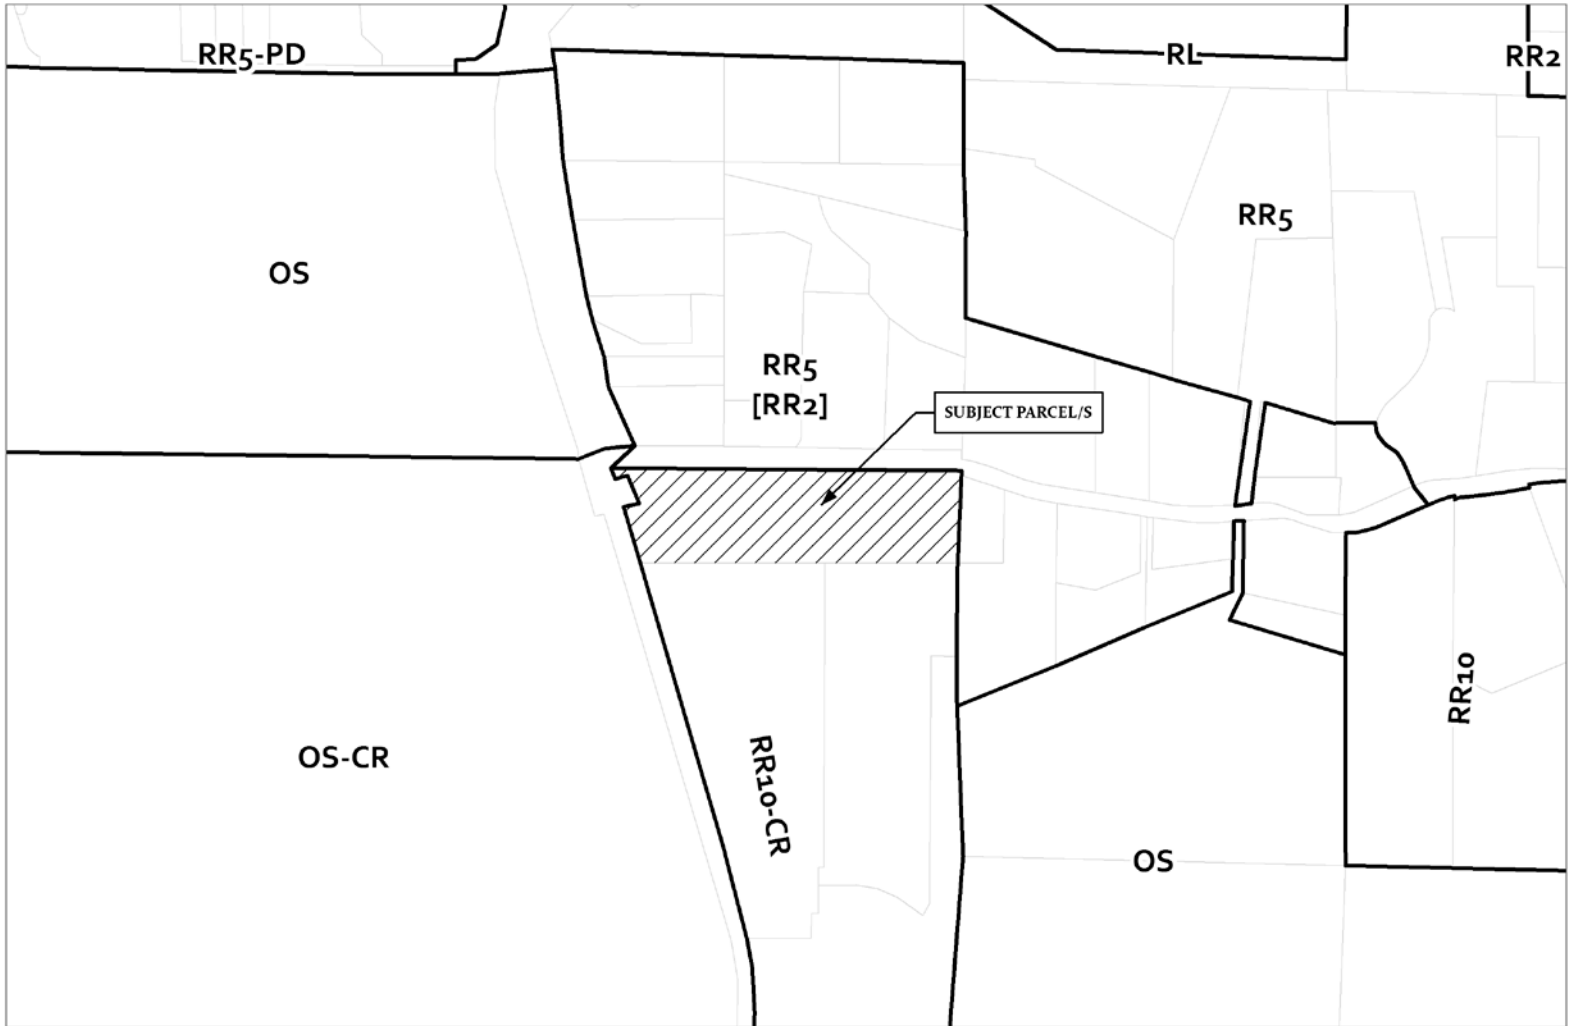 RR5-PD
RL
RR2
RR5
OS
RR5
[RR2]
SUBJECT PARCEL/S
RR10
OS-CR
RR10-CR
OS